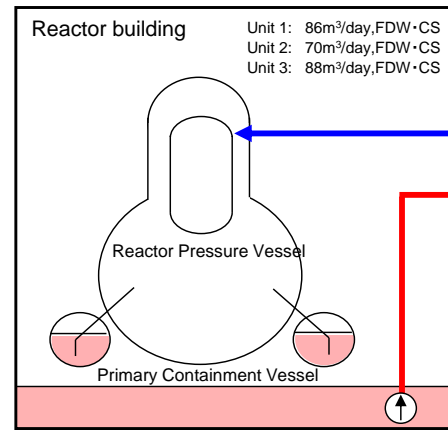 Reactor building
Unit 1: 86m³/day,FDW・CS
Unit 2: 70m³/day,FDW・CS
Unit 3: 88m³/day,FDW・CS
Reactor Pressure Vessel
Primary Containment Vessel